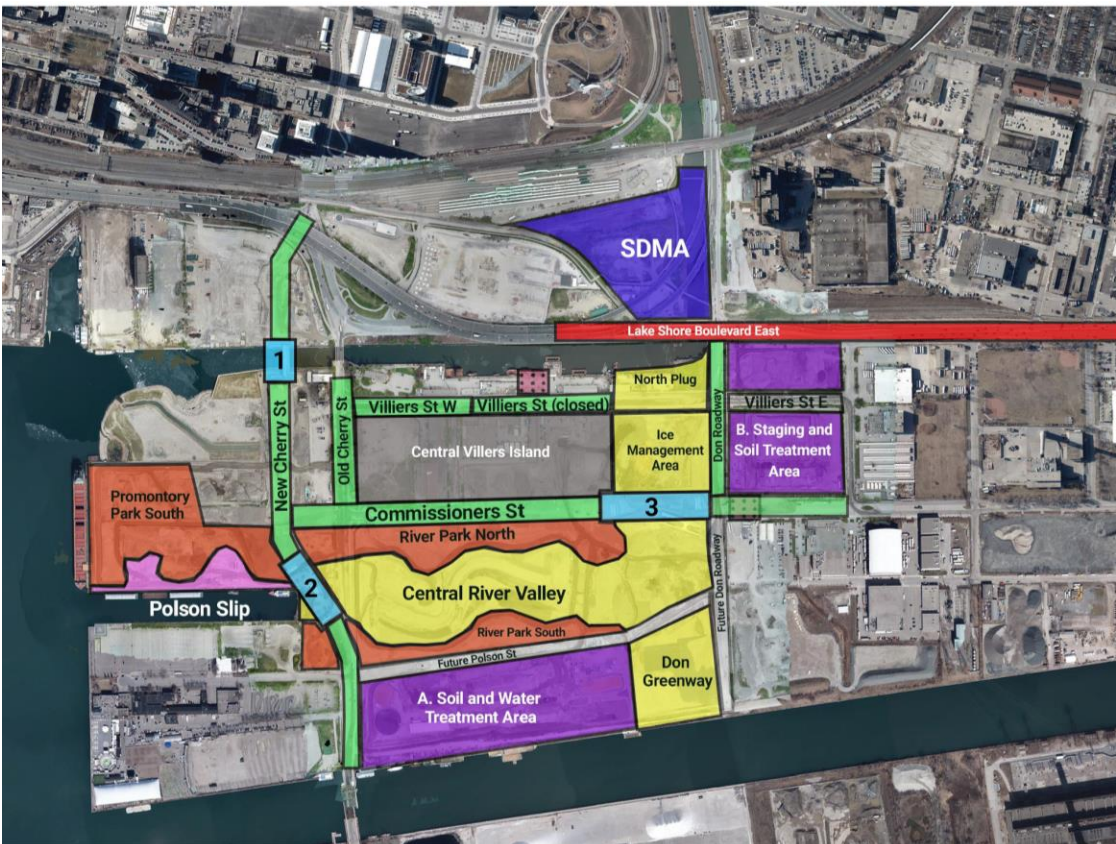 SDMA
Lake Shore Boulevard East
1
North Plug
Villiers St W
Villiers St (closed)
Villiers St E
New Cherry St
Old Cherry St
Don Roadway
Central Villers Island
Ice
Management
Area
B. Staging and
Soil Treatment
Area
Promontory
Park South
Commissioners St
3
River Park North
Future Don Roadway
2
Central River Valley
Polson Slip
River Park South
Future Polson St
Don
Greenway
A. Soil and Water
Treatment Area